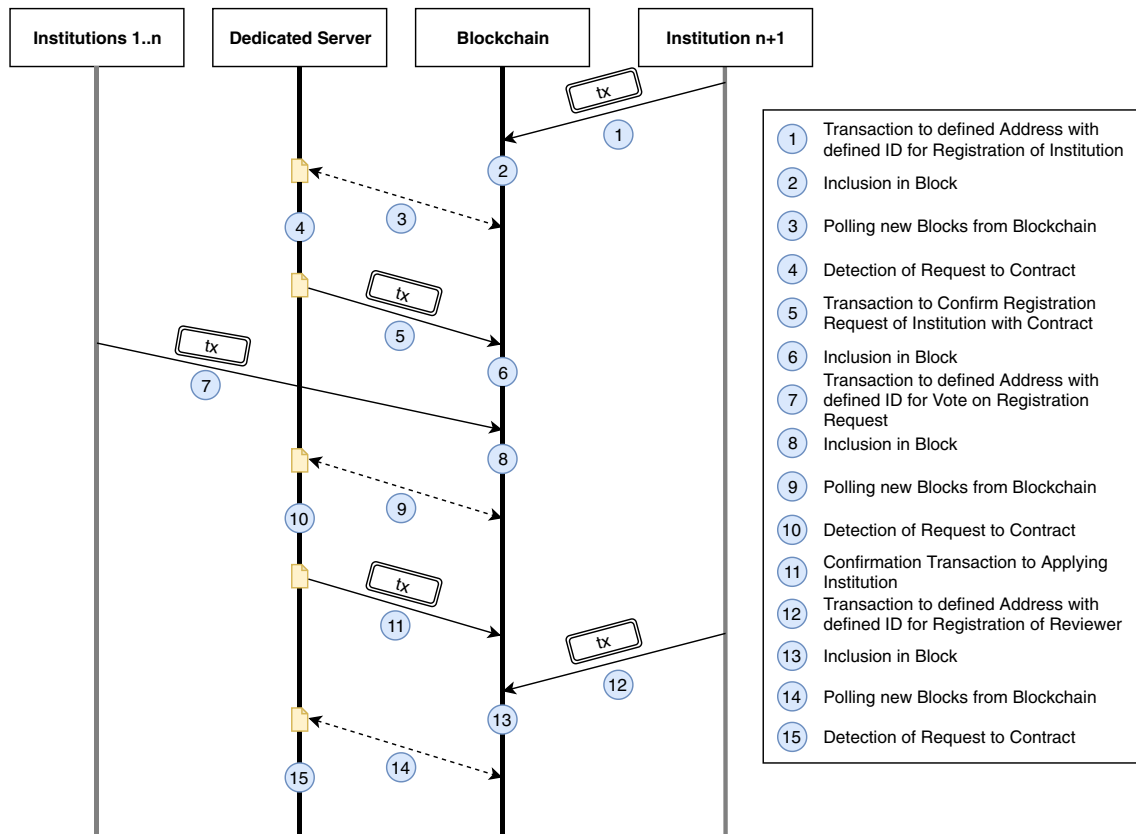 Institutions 1..n
Dedicated Server
Blockchain
Institution n+1
tx
1
2
3
4
tx
5
tx
6
7
8
9
10
tx
11
tx
12
13
14
15
1 Transaction to defined Address with
defined ID for Registration of Institution
2 Inclusion in Block
3 Polling new Blocks from Blockchain
4 Detection of Request to Contract
5 Transaction to Confirm Registration
Request of Institution with Contract
6 Inclusion in Block
7 Transaction to defined Address with
defined ID for Vote on Registration
Request
8 Inclusion in Block
9 Polling new Blocks from Blockchain
10 Detection of Request to Contract
11 Confirmation Transaction to Applying
Institution
12 Transaction to defined Address with
defined ID for Registration of Reviewer
13 Inclusion in Block
14 Polling new Blocks from Blockchain
15 Detection of Request to Contract